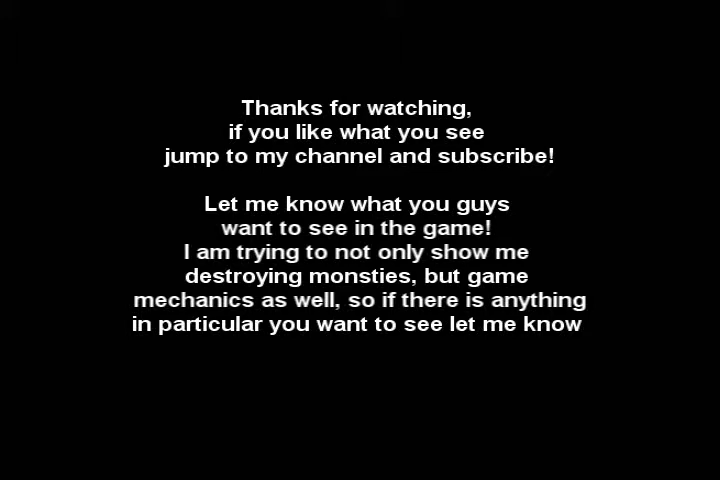 Thanks for watching,
if you like what you see
jump to my channel and subscribe!
Let me know what you guys
want to see in the game!
I am trying to not only show me
destroying monsties, but game
mechanics as well, so if there is anything
in particular you want to see let me know